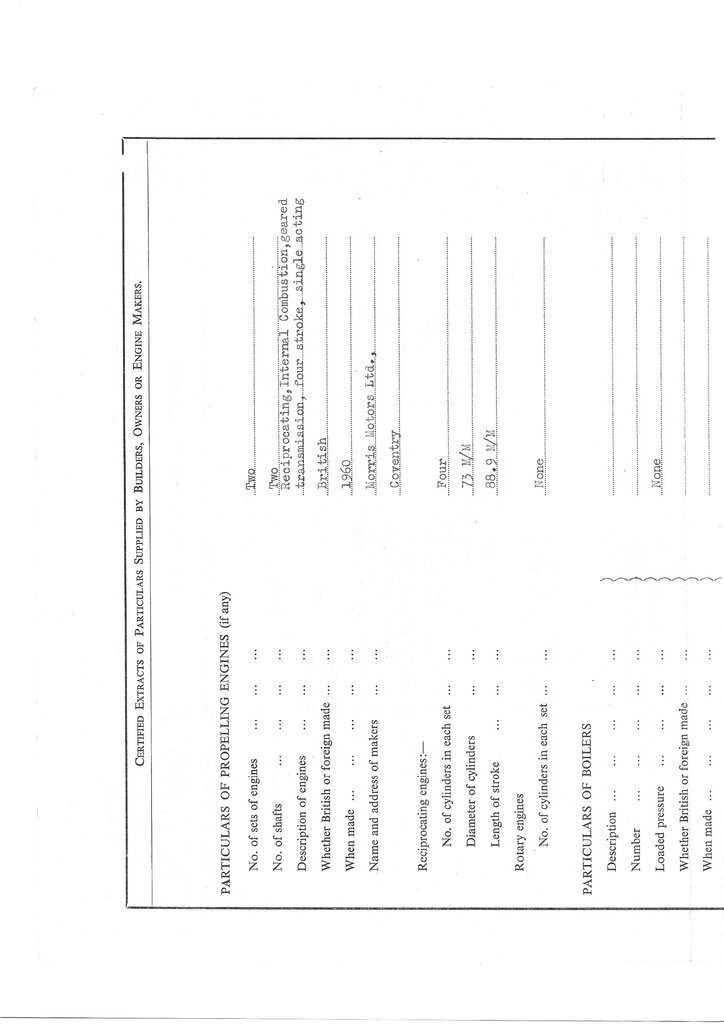 CERTIFIED EXTRACTS OF PARTICULARS SUPPLIED BY BUILDERS, OWNERS OR ENGINE MAKERS.
PARTICULARS OF PROPELLING ENGINES (if any)
No. of sets of engines ... ... ... Two
No. of shafts ... ... ... ... Two
Reciprocating, Internal Combustion, geared
Description of engines ... ... ... transmission, four stroke, single acting
Whether British or foreign made ... ... British
When made ... ... ... ... ... 1960
Name and address of makers ... ... Morris Motors Ltd.,
Coventry
Reciprocating engines:—
No. of cylinders in each set ... ... Four
Diameter of cylinders ... ... 73 M/M
Length of stroke ... ... ... 88.9 M/M
Rotary engines
No. of cylinders in each set ... ... None
PARTICULARS OF BOILERS
Description ... ... ... ... ...
Number ... ... ... ... ...
Loaded pressure ... ... ... ... None
Whether British or foreign made ... ...
When made ... ... ... ... ...